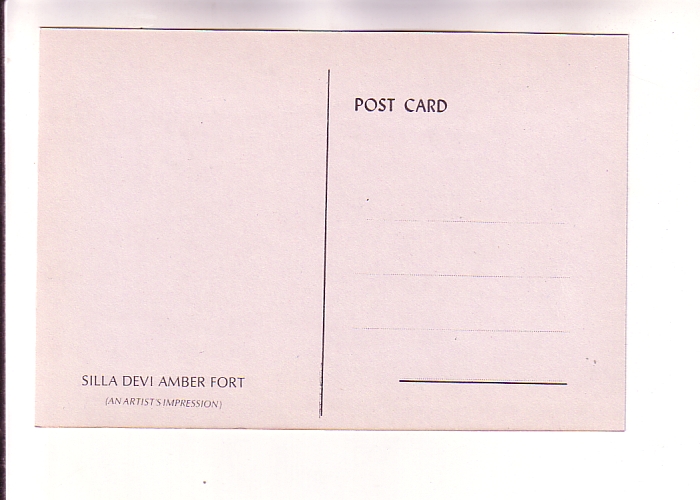 POST CARD
SILLA DEVI AMBER FORT
(AN ARTIST'S IMPRESSION)